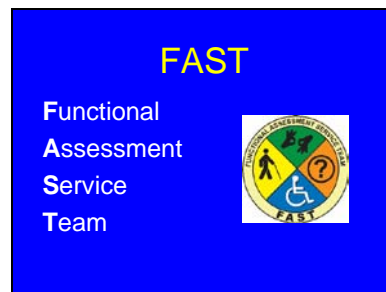 FAST
Functional
Assessment
Service
Team
FUNCTIONAL ASSESSMENT SERVICE TEAM
?
FAST